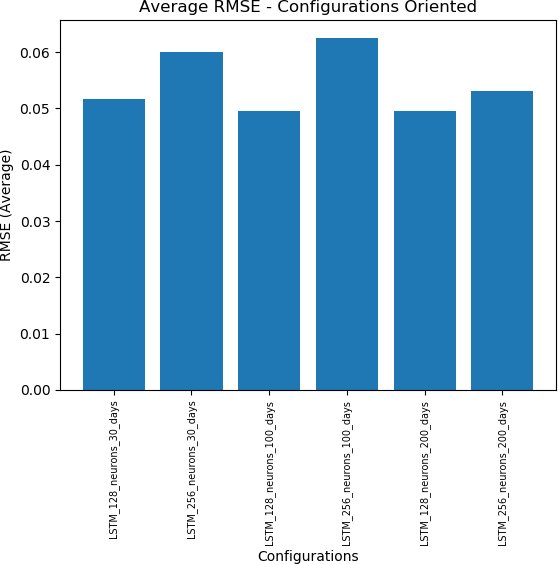 Average RMSE - Configurations Oriented
RMSE (Average)
0.06
0.05
0.04
0.03
0.02
0.01
0.00
LSTM_128_neurons_30_days
LSTM_256_neurons_30_days
LSTM_128_neurons_100_days
LSTM_256_neurons_100_days
LSTM_128_neurons_200_days
LSTM_256_neurons_200_days
Configurations